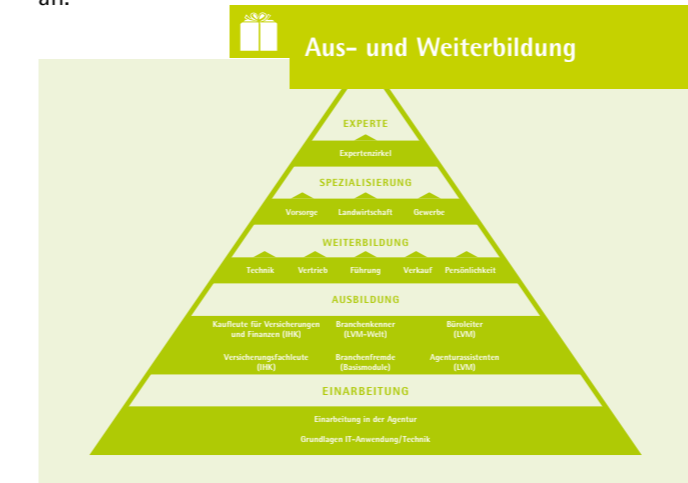 an.
Aus- und Weiterbildung
EXPERTE
Expertenzirkel
SPEZIALISIERUNG
Vorsorge Landwirtschaft Gewerbe
WEITERBILDUNG
Technik Vertrieb Führung Verkauf Persönlichkeit
AUSBILDUNG
Kaufleute für Versicherungen
und Finanzen (IHK)
Branchenkenner
(LVM-Welt)
Büroleiter
(LVM)
Versicherungsfachleute
(IHK)
Branchenfremde
(Basismodule)
Agenturassistenten
(LVM)
EINARBEITUNG
Einarbeitung in der Agentur
Grundlagen IT-Anwendung/Technik